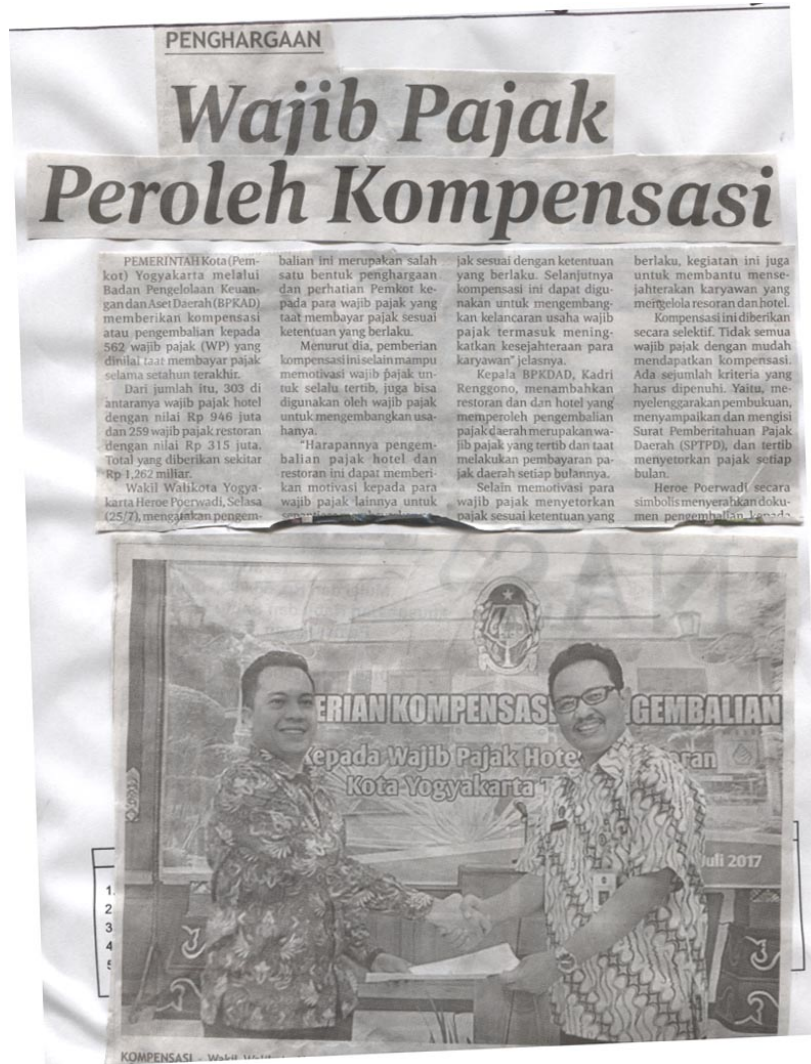 PENGHARGAAN
Wajib Pajak
Peroleh Kompensasi
PEMERINTAH Kota (Pem-
kot) Yogyakarta melalui
Badan Pengelolaan Keuan-
gan dan Aset Daerah (BPKAD)
memberikan kompensasi
atau pengembalian kepada
562 wajib pajak (WP) yang
dinilai taat membayar pajak
selama setahun terakhir.
Dari jumlah itu, 303 di
antaranya wajib pajak hotel
dengan nilai Rp 946 juta
dan 259 wajib pajak restoran
dengan nilai Rp 315 juta.
Total yang diberikan sekitar
Rp 1,262 miliar.
Wakil Walikota Yogya-
karta Heroe Poerwadi, Selasa
(25/7), mengatakan pengem-
balian ini merupakan salah
satu bentuk penghargaan
dan perhatian Pemkot ke-
pada para wajib pajak yang
taat membayar pajak sesuai
ketentuan yang berlaku.
Menurut dia, pemberian
kompensasi ini selain mampu
memotivasi wajib pajak un-
tuk selalu tertib, juga bisa
digunakan oleh wajib pajak
untuk mengembangkan usa-
hanya.
"Harapannya pengem-
balian pajak hotel dan
restoran ini dapat memberi-
kan motivasi kepada para
wajib pajak lainnya untuk
jak sesuai dengan ketentuan
yang berlaku. Selanjutnya
kompensasi ini dapat digu-
nakan untuk mengembang-
kan kelancaran usaha wajib
pajak termasuk mening-
katkan kesejahteraan para
karyawan" jelasnya.
Kepala BPKDAD, Kadri
Renggono, menambahkan
restoran dan dan hotel yang
memperoleh pengembalian
pajak daerah merupakan wa-
jib pajak yang tertib dan taat
melakukan pembayaran pa-
jak daerah setiap bulannya.
Selain memotivasi para
wajib pajak menyetorkan
pajak sesuai ketentuan yang
berlaku, kegiatan ini juga
untuk membantu mense-
jahterakan karyawan yang
mengelola resoran dan hotel.
Kompensasi ini diberikan
secara selektif. Tidak semua
wajib pajak dengan mudah
mendapatkan kompensasi.
Ada sejumlah kriteria yang
harus dipenuhi. Yaitu, me-
nyelenggarakan pembukuan,
menyampaikan dan mengisi
Surat Pemberitahuan Pajak
Daerah (SPTPD), dan tertib
menyetorkan pajak setiap
bulan.
Heroe Poerwadi secara
simbolis menyerahkan doku-
men pengembalian kepada
ERIAN KOMPENSAS GEMBALIAN
Kepada Wajib Pajak Hote ran
Kota Yogyakarta
Juli 2017
1.
2
3
4
5
KOMPENSASI - Wakil